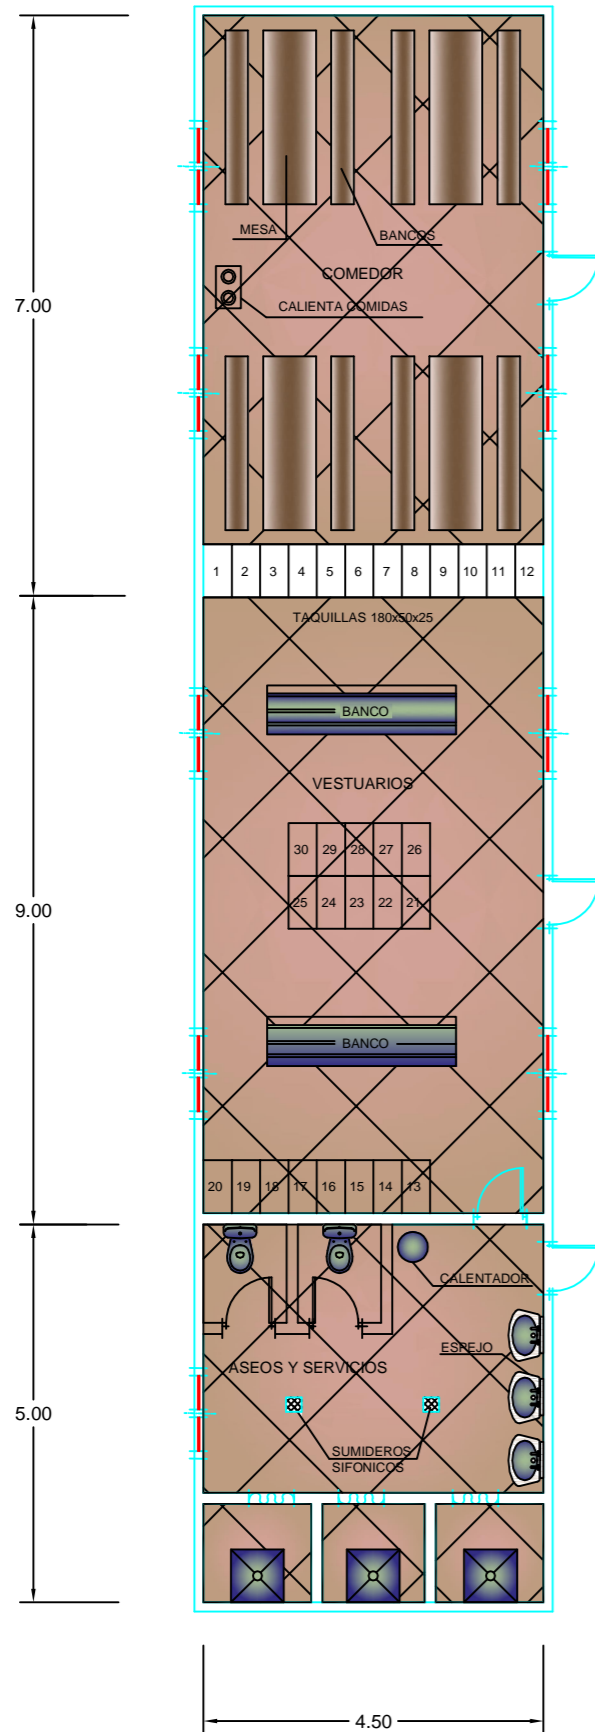 MESA
BANCOS
COMEDOR
CALIENTA COMIDAS
7.00
1 2 3 4 5 6 7 8 9 10 11 12
TAQUILLAS 180x50x25
BANCO
VESTUARIOS
30 29 28 27 26
25 24 23 22 21
9.00
BANCO
20 19 18 17 16 15 14 13
CALENTADOR
ESPEJO
ASEOS Y SERVICIOS
5.00
SUMIDEROS
SIFONICOS
4.50